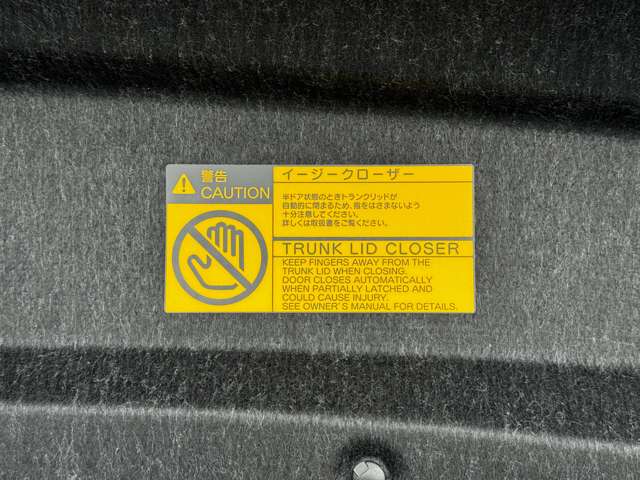 警告
CAUTION
イージークローザー
半ドア状態のときトランクリッドが
自動的に閉まるため、指をはさまないよう
十分注意してください。
詳しくは取扱書をご覧ください。
TRUNK LID CLOSER
KEEP FINGERS AWAY FROM THE
TRUNK LID WHEN CLOSING.
DOOR CLOSES AUTOMATICALLY
WHEN PARTIALLY LATCHED AND
COULD CAUSE INJURY.
SEE OWNER'S MANUAL FOR DETAILS.